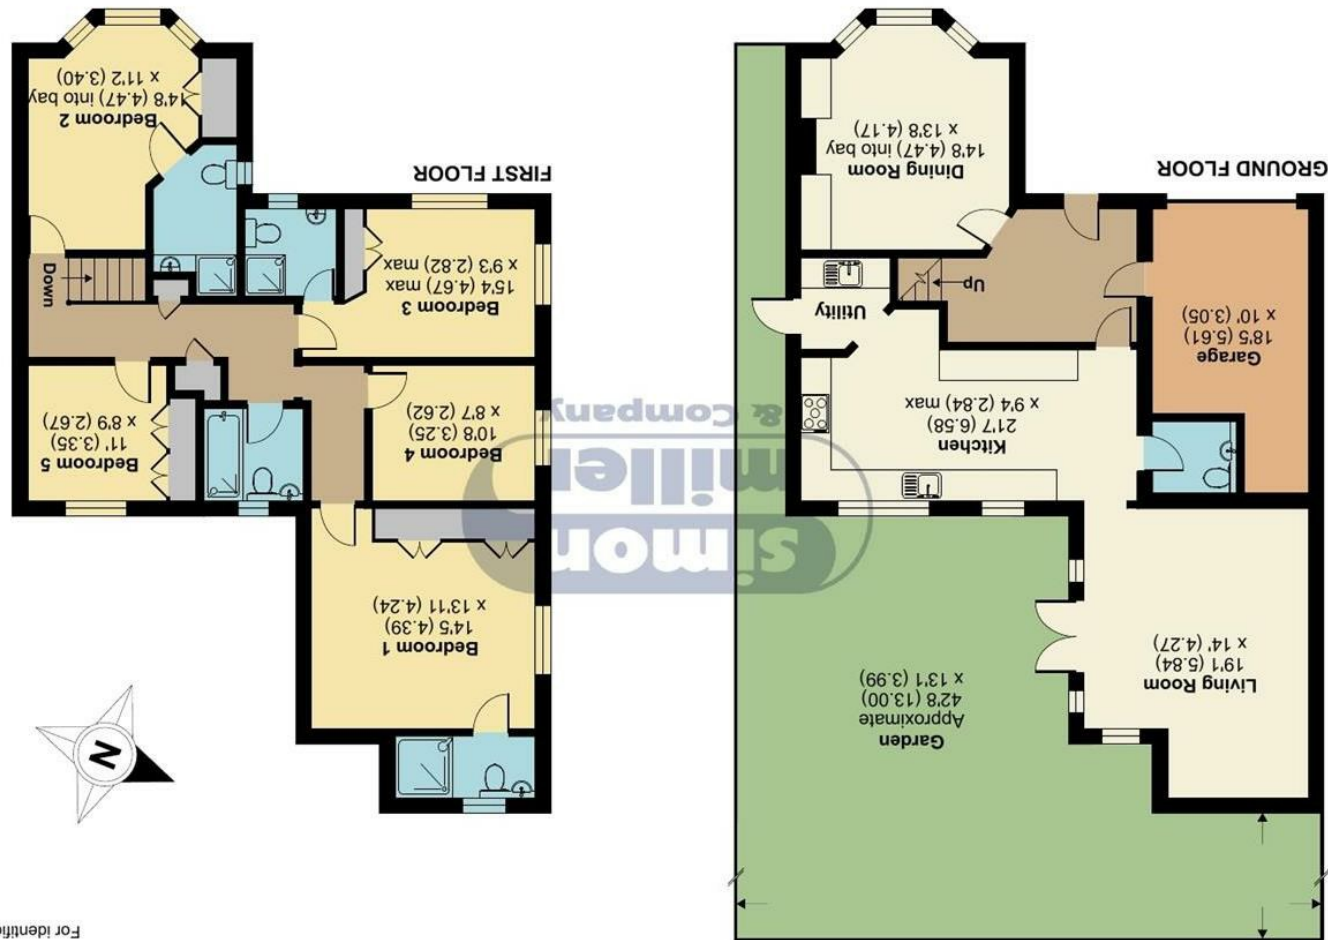 For identific
Garden
Approximate
42'8 (13.00)
x 13'1 (3.99)
Living Room
19'1 (5.84)
x 14' (4.27)
Kitchen
21'7 (6.58)
x 9'4 (2.84) max
Utility
Garage
18'5 (5.61)
x 10' (3.05)
Up
Dining Room
14'8 (4.47) into bay
x 13'8 (4.17)
GROUND FLOOR
N
Bedroom 1
14'5 (4.39)
x 13'11 (4.24)
Bedroom 4
10'8 (3.25)
x 8'7 (2.62)
Bedroom 5
11' (3.35)
x 8'9 (2.67)
Bedroom 3
15'4 (4.67) max
x 9'3 (2.82) max
Down
Bedroom 2
14'8 (4.47) into bay
x 11'2 (3.40)
FIRST FLOOR
simon
miller
& Company